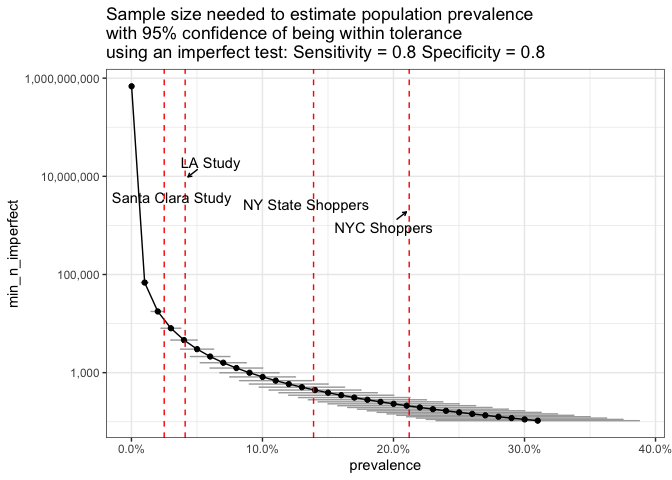 Sample size needed to estimate population prevalence
with 95% confidence of being within tolerance
using an imperfect test: Sensitivity = 0.8 Specificity = 0.8
min_n_imperfect
1,000,000,000
10,000,000
100,000
1,000
LA Study
Santa Clara Study
NY State Shoppers
NYC Shoppers
0.0%
10.0%
20.0%
30.0%
40.0%
prevalence